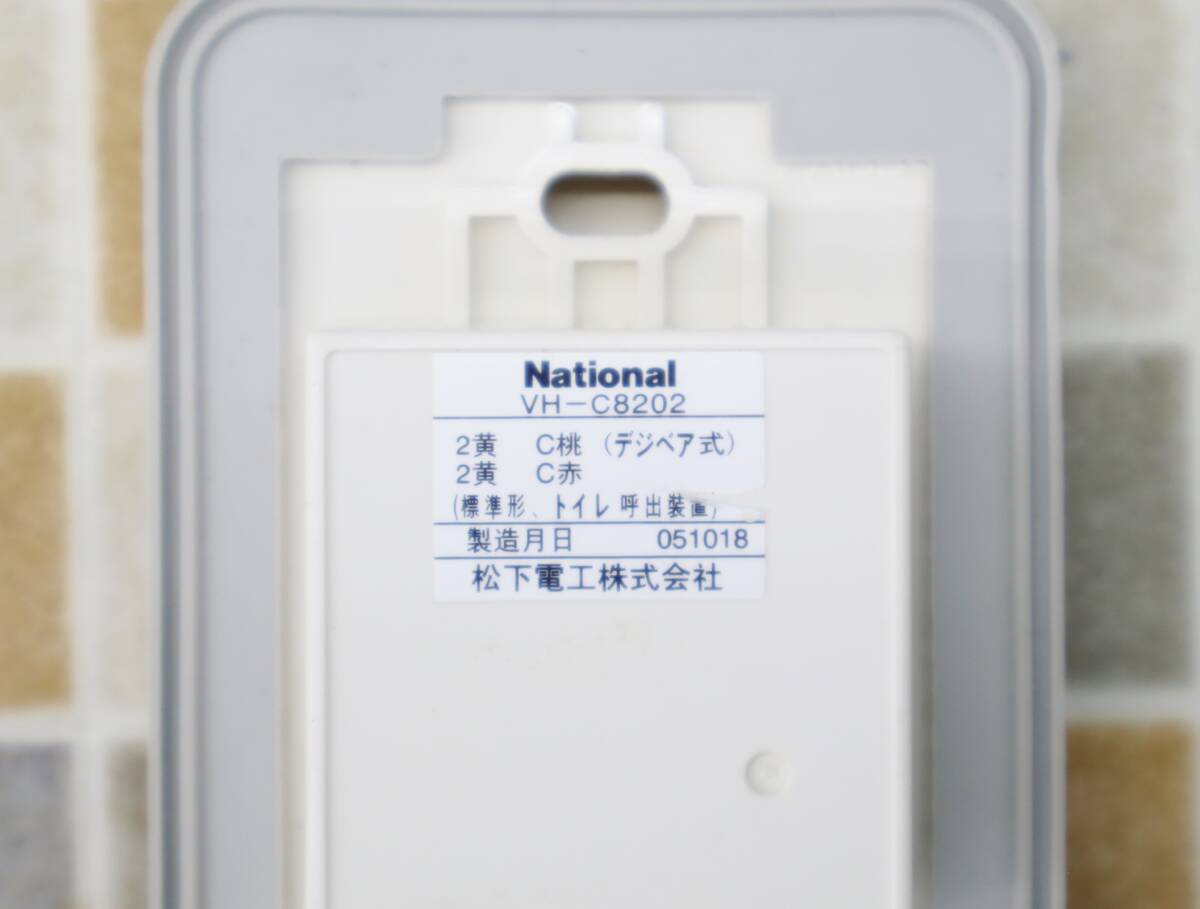 National
VH-C8202
2黄 C桃 (デジベア式)
2黄 C赤
(標準形、トイレ呼出装置)
製造月日 051018
松下電工株式会社